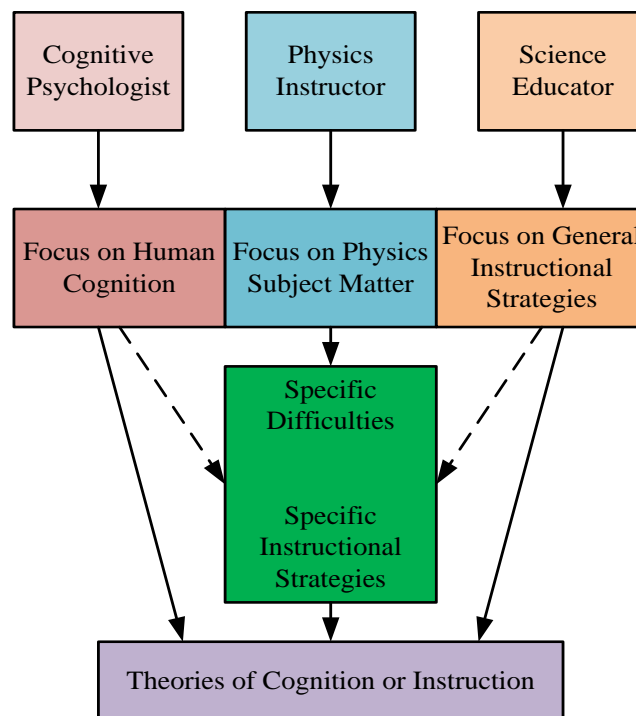 Cognitive
Psychologist
Physics
Instructor
Science
Educator
Focus on Human
Cognition
Focus on Physics
Subject Matter
Focus on General
Instructional
Strategies
Specific
Difficulties
Specific
Instructional
Strategies
Theories of Cognition or Instruction